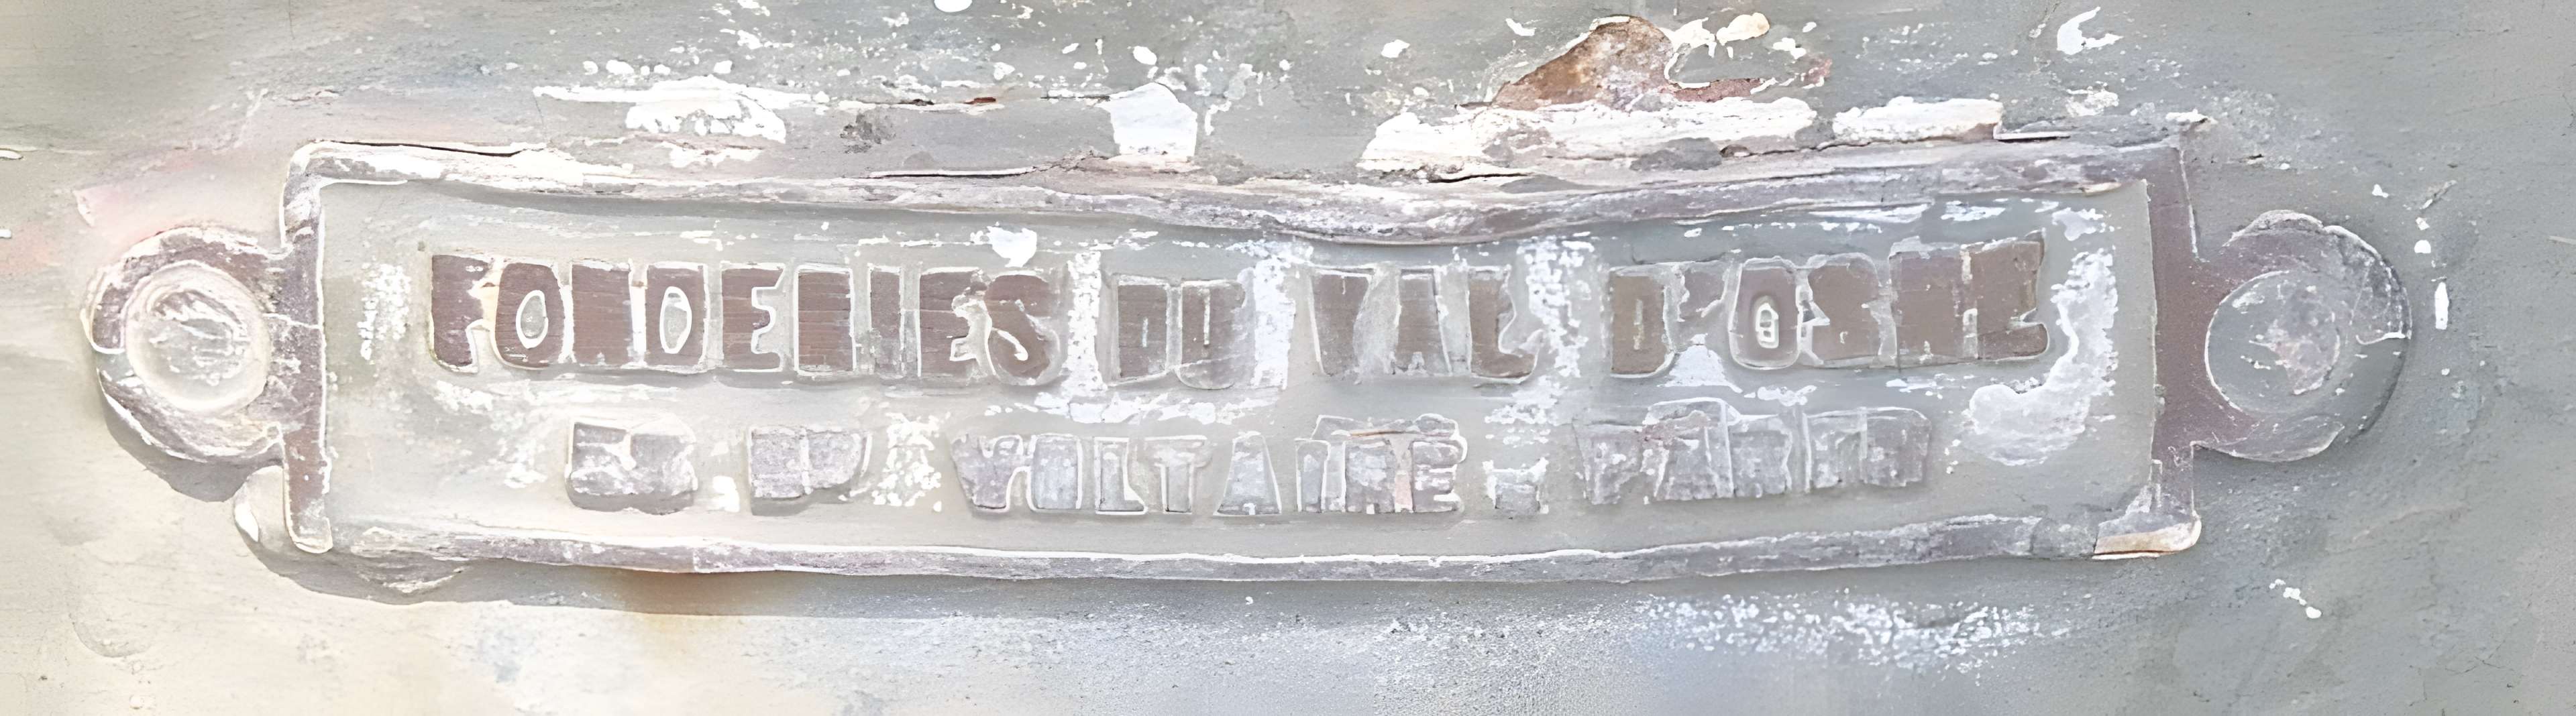 FONDERIES DU VAL D'OSNE
58 Bd VOLTAIRE - PARIS